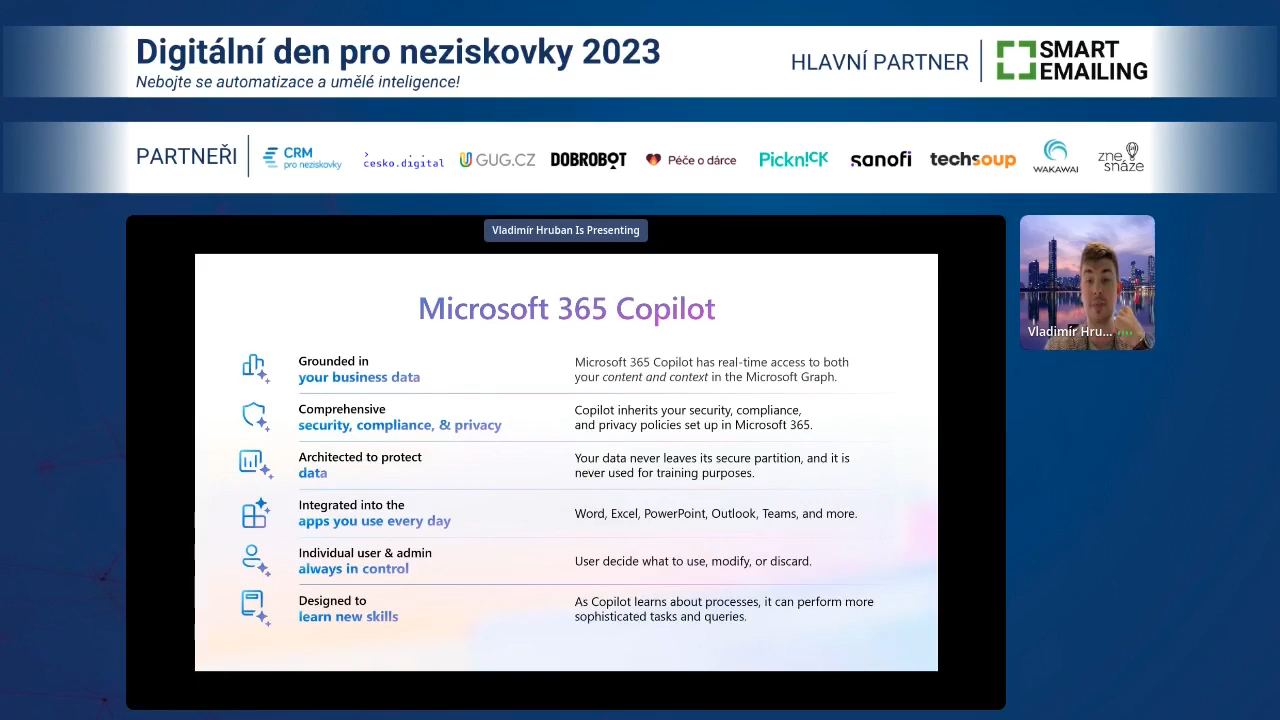 Digitální den pro neziskovky 2023
Nebojte se automatizace a umělé inteligence!
HLAVNÍ PARTNER
SMART
EMAILING
PARTNEŘI
CRM
pro neziskovky
cesko.digital
GUG.CZ
DOBROBOT
Péče o dárce
Pickn!CK
sanofi
techsoup
WAKAWAI
zne
snáze
Vladimír Hruban Is Presenting
Vladimír Hru...
Microsoft 365 Copilot
Grounded in
your business data
Microsoft 365 Copilot has real-time access to both
your content and context in the Microsoft Graph.
Comprehensive
security, compliance, & privacy
Copilot inherits your security, compliance,
and privacy policies set up in Microsoft 365.
Architected to protect
data
Your data never leaves its secure partition, and it is
never used for training purposes.
Integrated into the
apps you use every day
Word, Excel, PowerPoint, Outlook, Teams, and more.
Individual user & admin
always in control
User decide what to use, modify, or discard.
Designed to
learn new skills
As Copilot learns about processes, it can perform more
sophisticated tasks and queries.